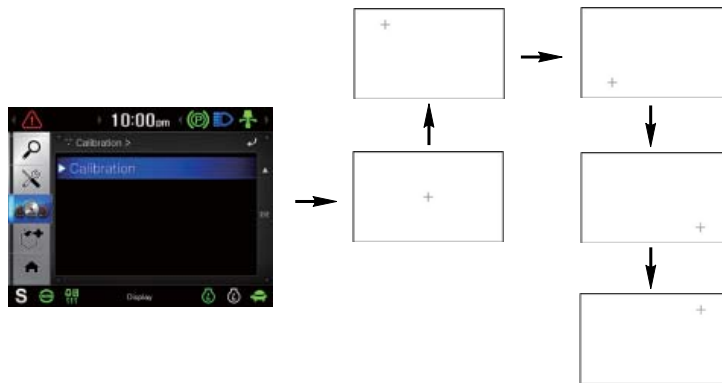 10:00pm (P)
Calibration >
Calibration
S
Display